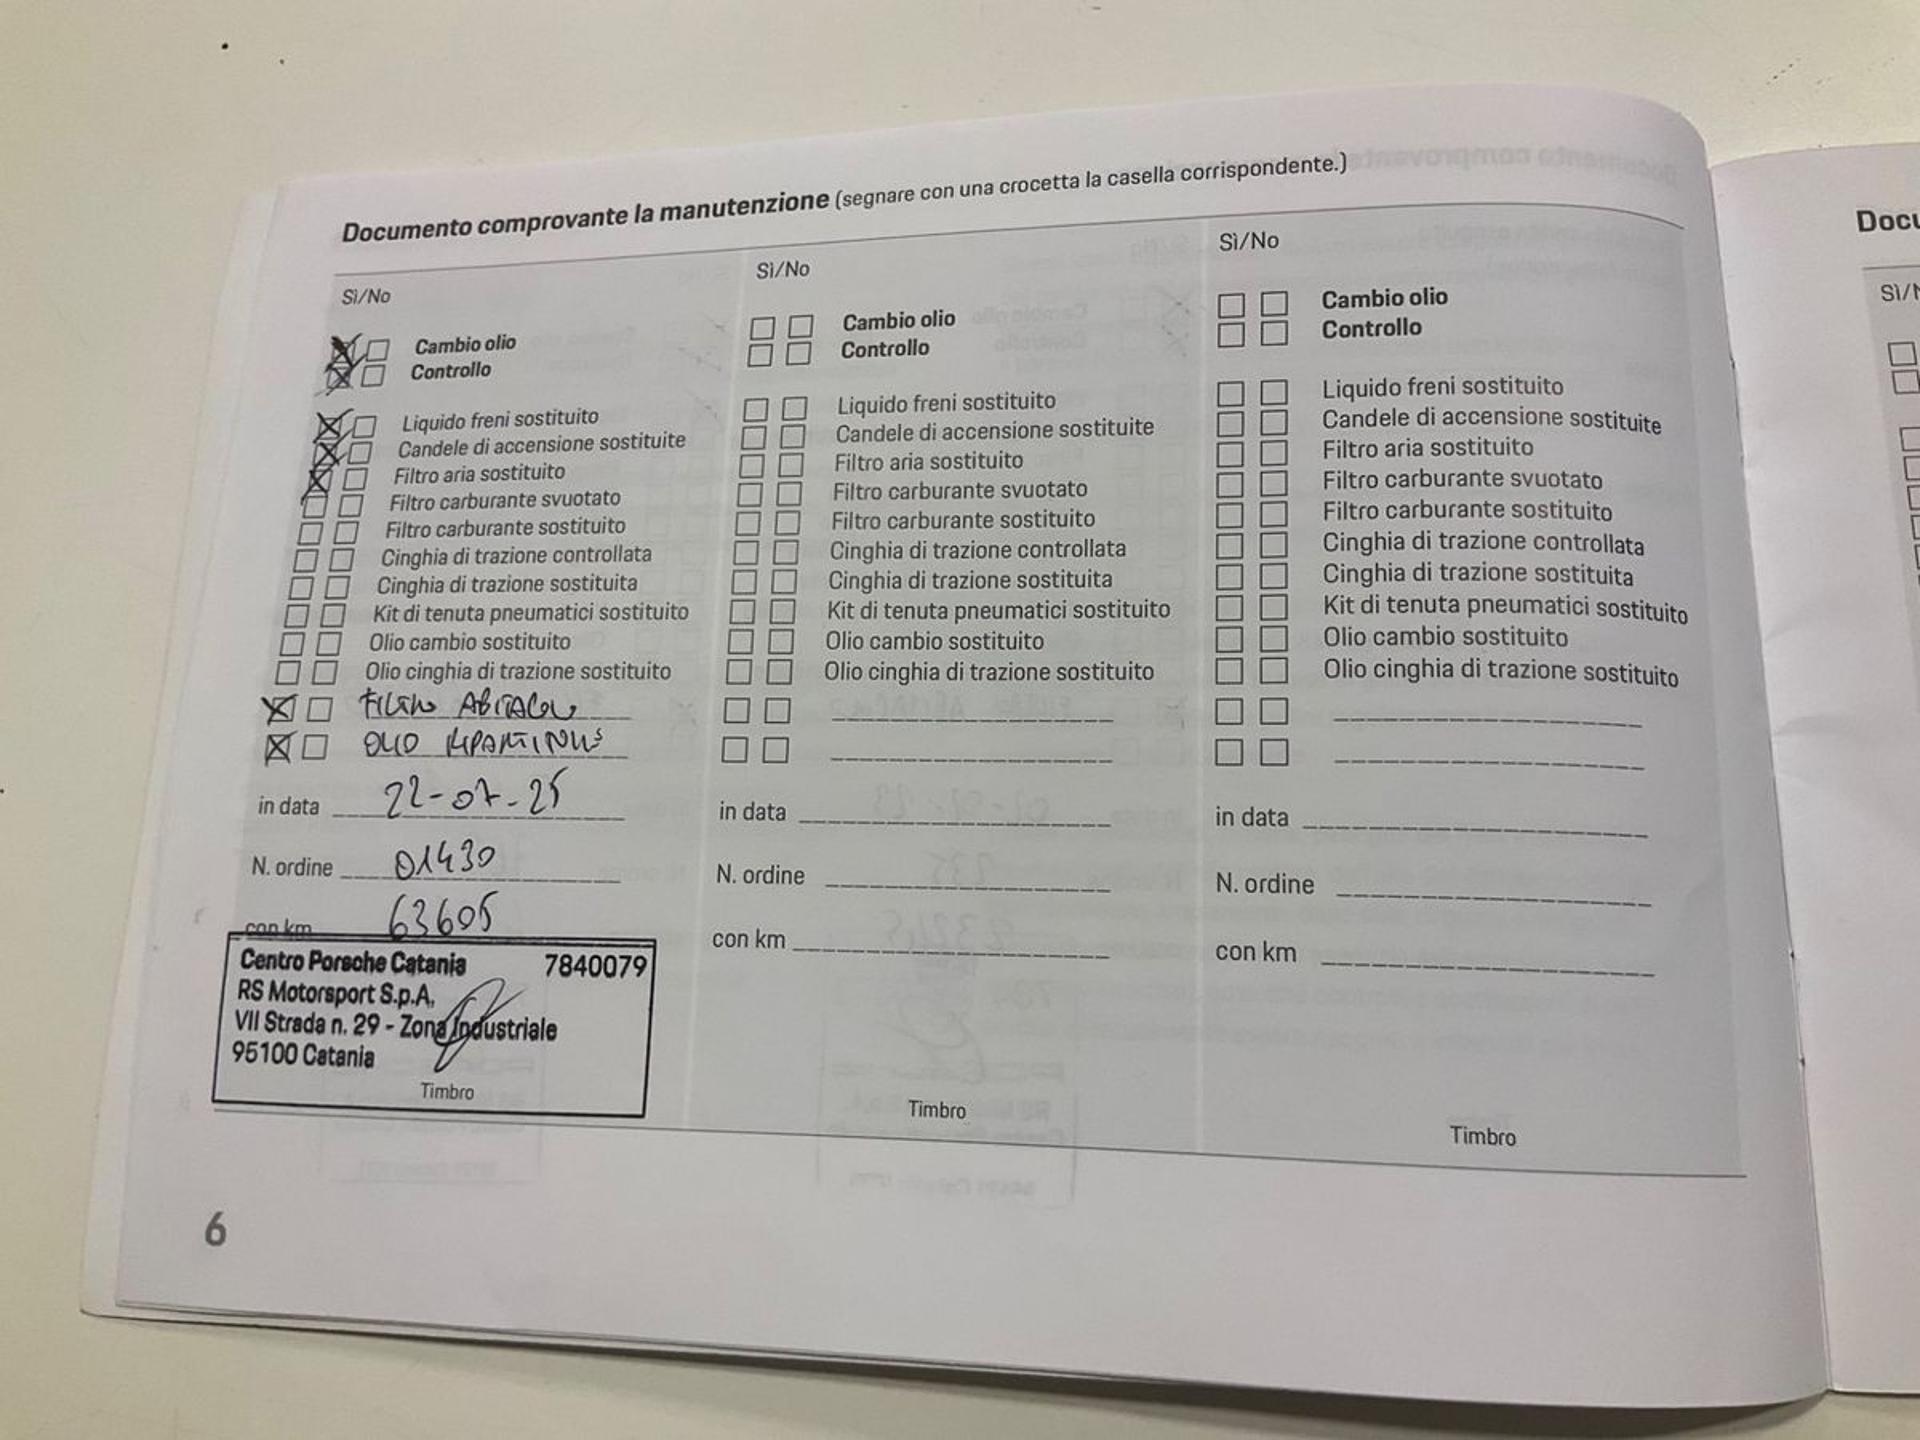 Documento comprovante la manutenzione (segnare con una crocetta la casella corrispondente.)
Sì/No
Cambio olio
Controllo
Liquido freni sostituito
Candele di accensione sostituite
Filtro aria sostituito
Filtro carburante svuotato
Filtro carburante sostituito
Cinghia di trazione controllata
Cinghia di trazione sostituita
Kit di tenuta pneumatici sostituito
Olio cambio sostituito
Olio cinghia di trazione sostituito
FILTRO ABITACOLO
OLIO
in data 22-07-25
N. ordine 01430
con km 63605
Centro Porsche Catania 7840079
RS Motorsport S.p.A.
VII Strada n. 29 - Zona Industriale
95100 Catania
Timbro
Sì/No
Cambio olio
Controllo
Liquido freni sostituito
Candele di accensione sostituite
Filtro aria sostituito
Filtro carburante svuotato
Filtro carburante sostituito
Cinghia di trazione controllata
Cinghia di trazione sostituita
Kit di tenuta pneumatici sostituito
Olio cambio sostituito
Olio cinghia di trazione sostituito
in data
N. ordine
con km
Timbro
Sì/No
Cambio olio
Controllo
Liquido freni sostituito
Candele di accensione sostituite
Filtro aria sostituito
Filtro carburante svuotato
Filtro carburante sostituito
Cinghia di trazione controllata
Cinghia di trazione sostituita
Kit di tenuta pneumatici sostituito
Olio cambio sostituito
Olio cinghia di trazione sostituito
in data
N. ordine
con km
Timbro
6
Docu
Sì/N